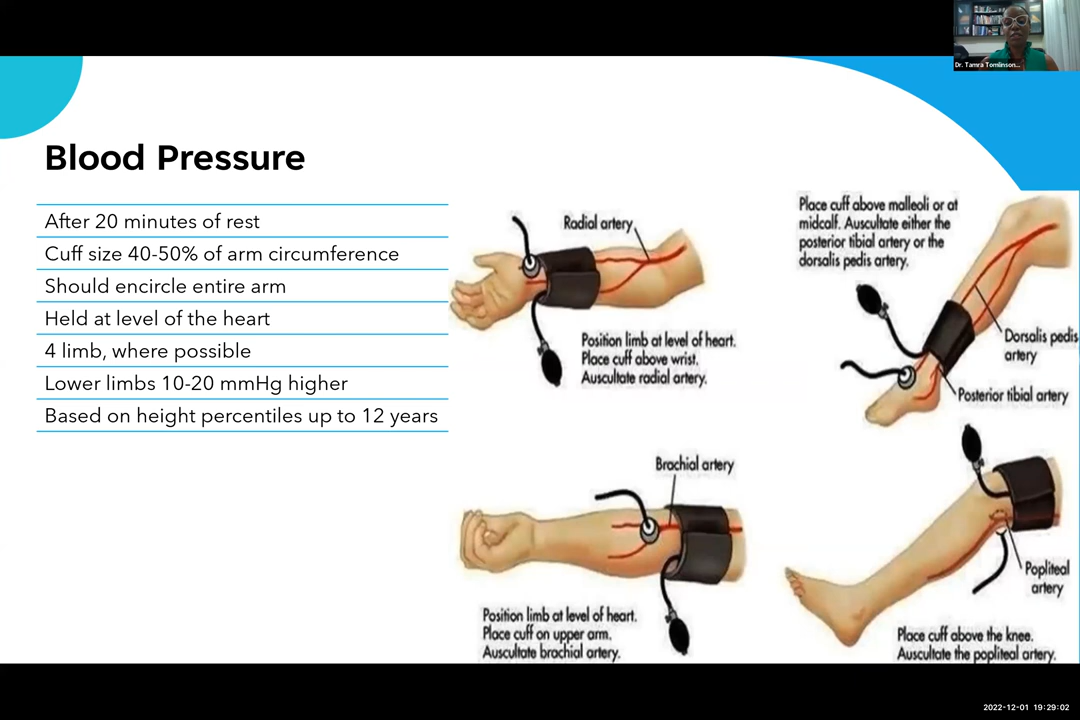 Dr. Tamra Tomlinson...
Blood Pressure
After 20 minutes of rest
Cuff size 40-50% of arm circumference
Should encircle entire arm
Held at level of the heart
4 limb, where possible
Lower limbs 10-20 mmHg higher
Based on height percentiles up to 12 years
Radial artery
Position limb at level of heart.
Place cuff above wrist.
Auscultate radial artery.
Place cuff above malleoli or at
midcalf. Auscultate either the
posterior tibial artery or the
dorsalis pedis artery.
Dorsalis pedis
artery
Posterior tibial artery
Brachial artery
Position limb at level of heart.
Place cuff on upper arm.
Auscultate brachial artery.
Popliteal
artery
Place cuff above the knee.
Auscultate the popliteal artery.
2022-12-01 19:29:02